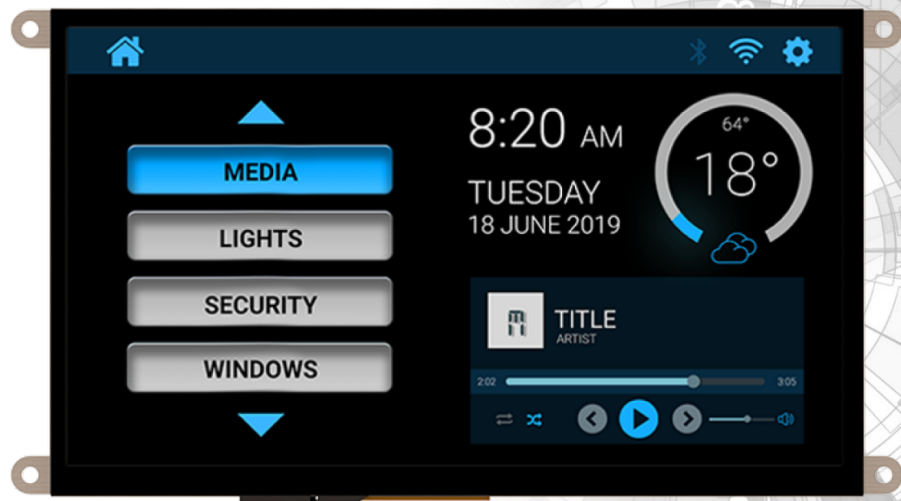 MEDIA
LIGHTS
SECURITY
WINDOWS
8:20 AM
TUESDAY
18 JUNE 2019
64°
18°
TITLE
ARTIST
2:02
3:05